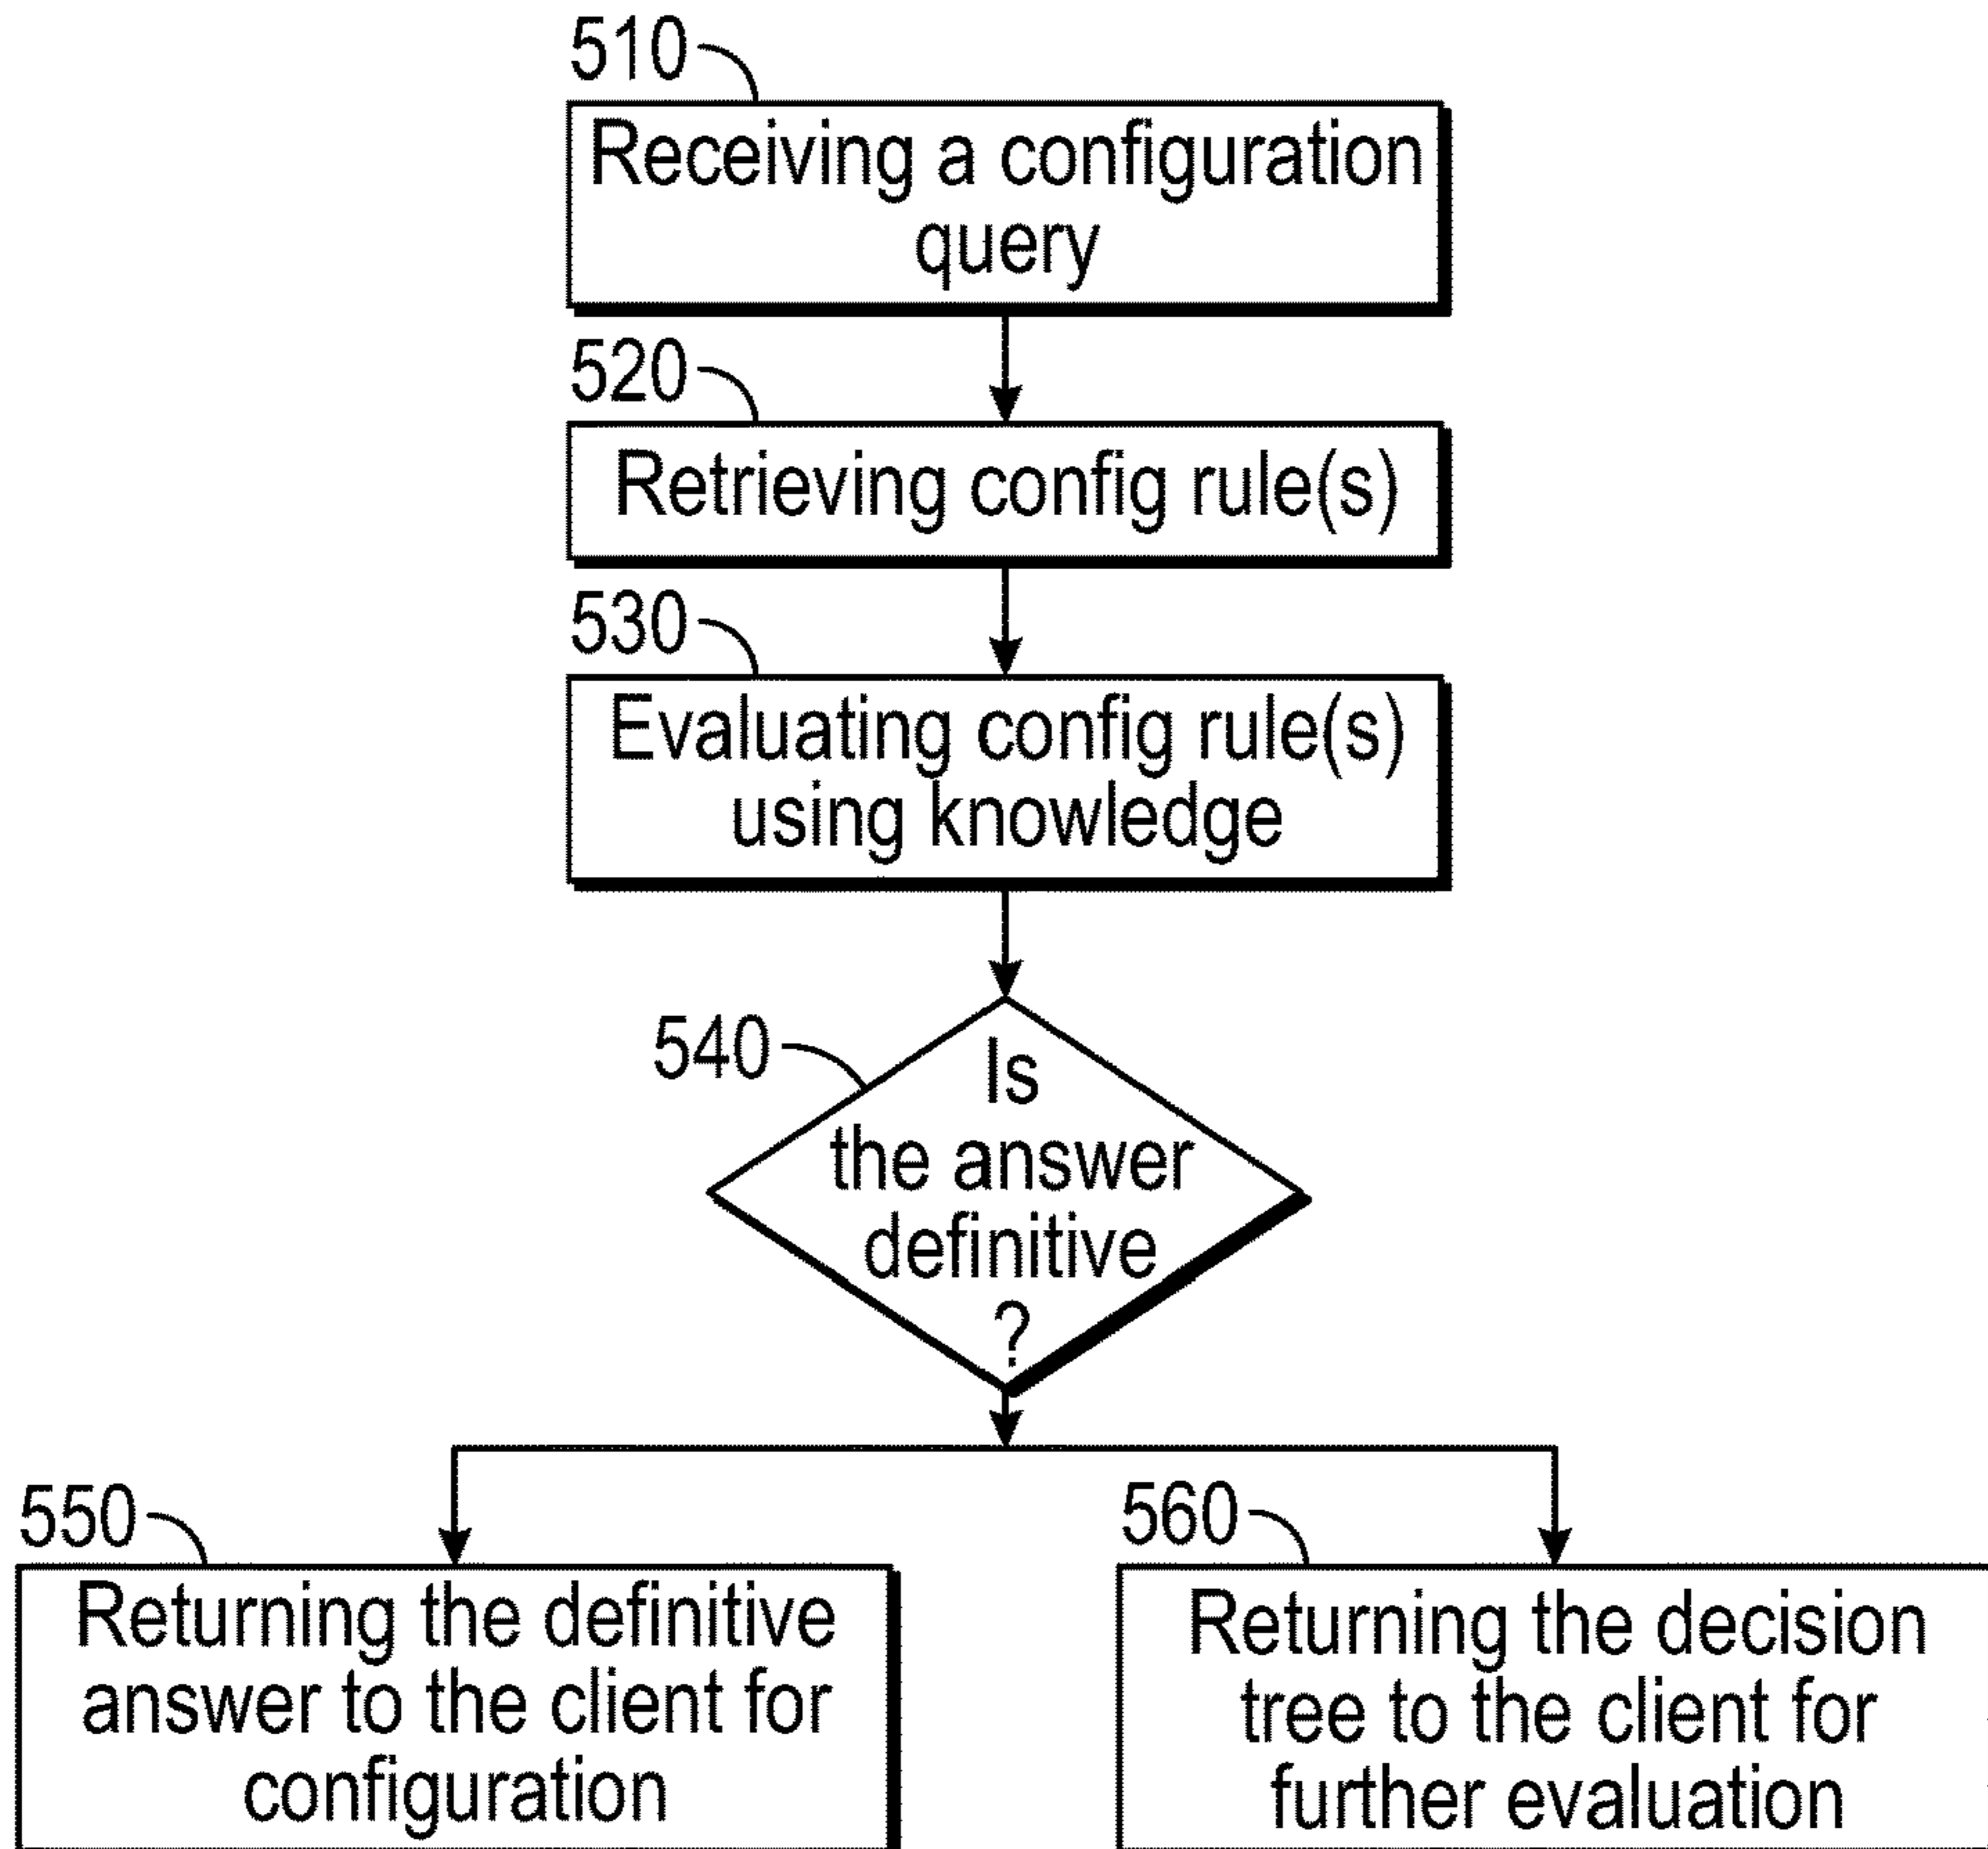 510
Receiving a configuration
query
520
Retrieving config rule(s)
530
Evaluating config rule(s)
using knowledge
540
Is
the answer
definitive
?
550
Returning the definitive
answer to the client for
configuration
560
Returning the decision
tree to the client for
further evaluation